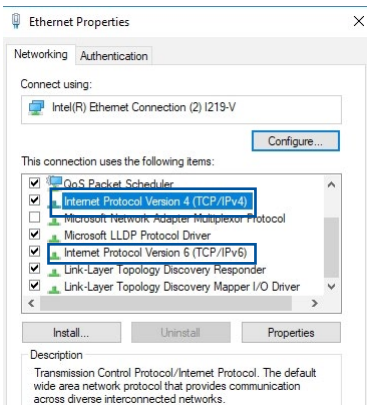 Ethernet Properties
Networking Authentication
Connect using:
Intel(R) Ethernet Connection (2) I219-V
Configure...
This connection uses the following items:
QoS Packet Scheduler
Internet Protocol Version 4 (TCP/IPv4)
Microsoft Network Adapter Multiplexor Protocol
Microsoft LLDP Protocol Driver
Internet Protocol Version 6 (TCP/IPv6)
Link-Layer Topology Discovery Responder
Link-Layer Topology Discovery Mapper I/O Driver
Install... Uninstall Properties
Description
Transmission Control Protocol/Internet Protocol. The default
wide area network protocol that provides communication
across diverse interconnected networks.